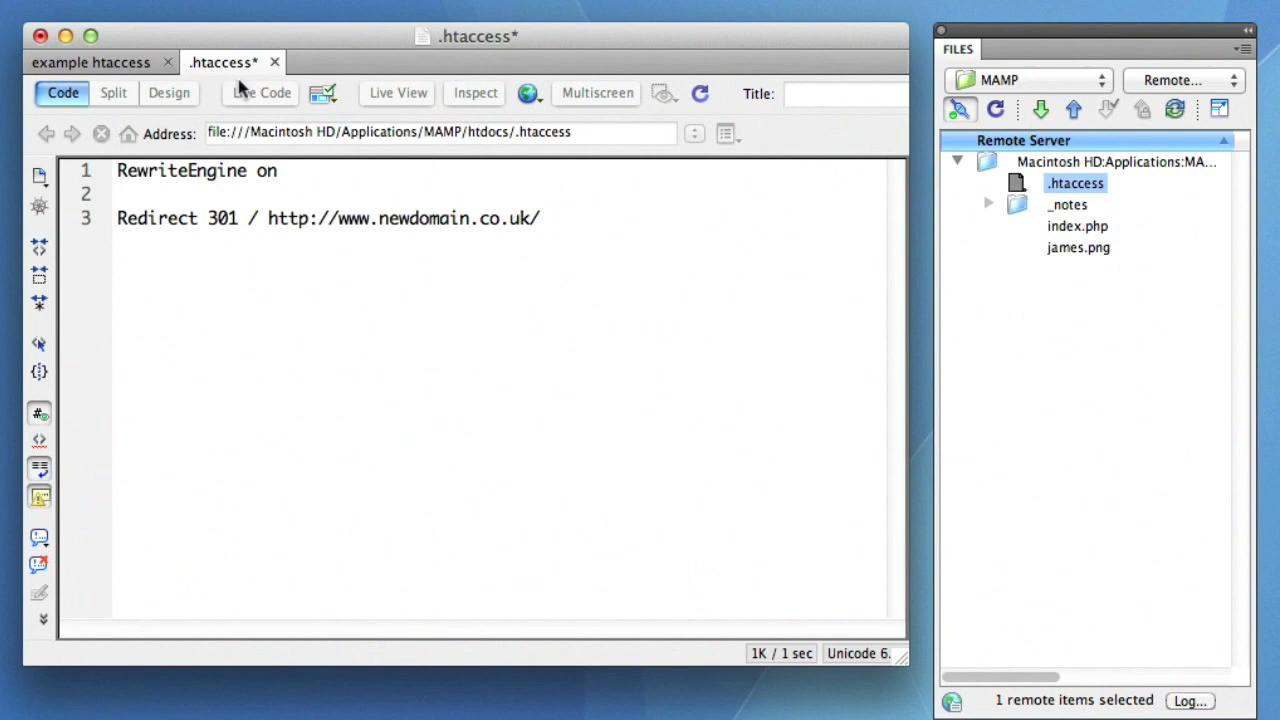 .htaccess*
example htaccess
.htaccess*
Code
Split
Design
Live Code
Live View
Inspect
Multiscreen
Title:
Address:
file:///Macintosh HD/Applications/MAMP/htdocs/.htaccess
1 RewriteEngine on
2
3 Redirect 301 / http://www.newdomain.co.uk/
1K / 1 sec
Unicode 6.
FILES
MAMP
Remote...
Remote Server
Macintosh HD:Applications:MA...
.htaccess
_notes
index.php
james.png
1 remote items selected
Log...